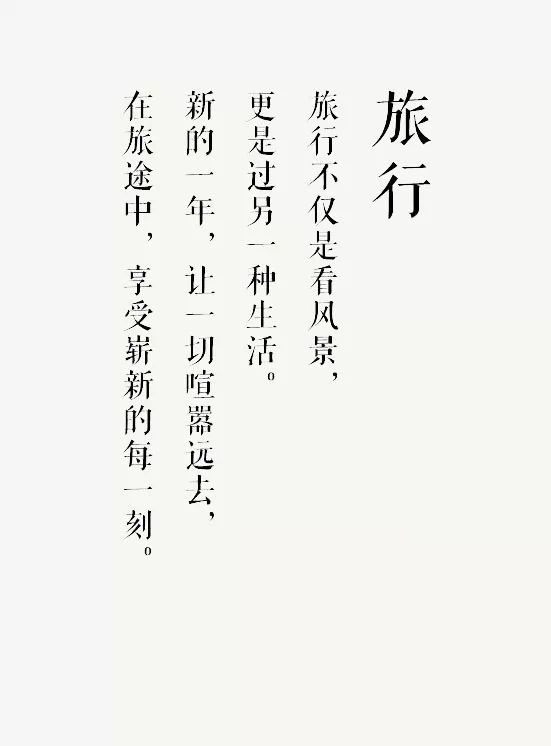 旅行
旅行不仅是看风景，
更是过另一种生活。
新的一年，让一切喧嚣远去，
在旅途中，享受崭新的每一刻。